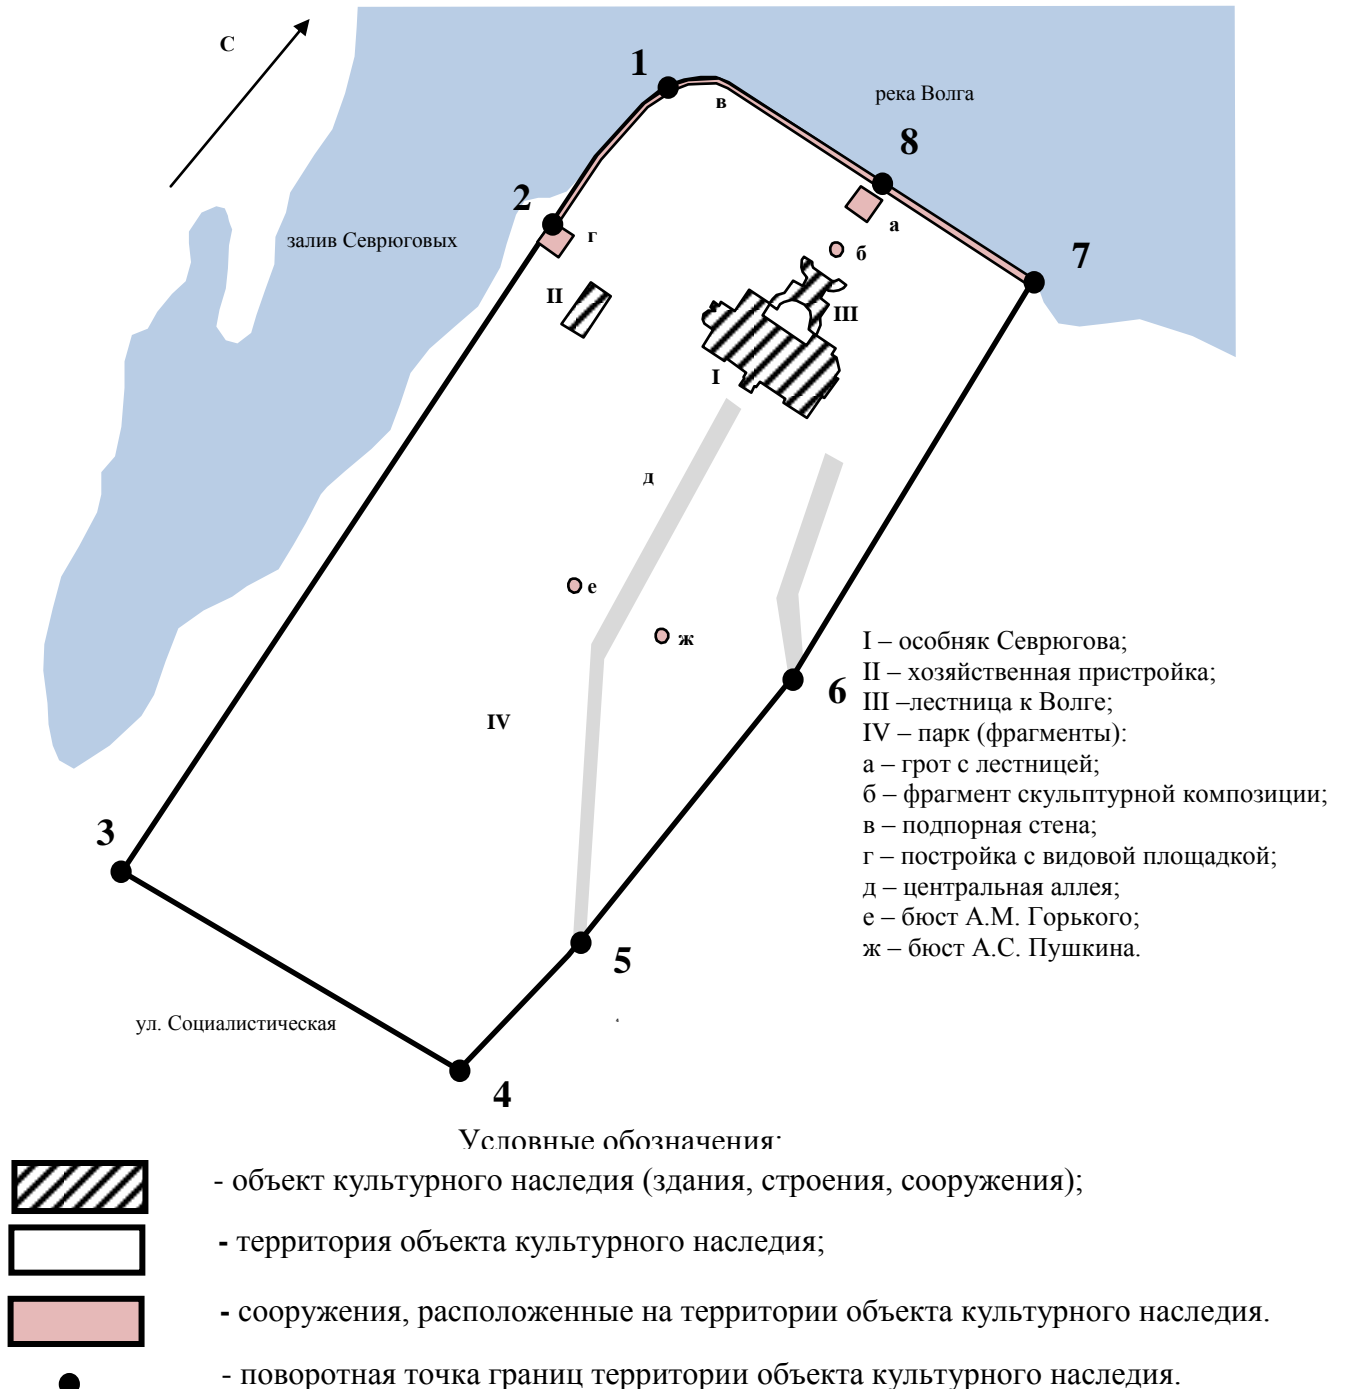 С
1
в
река Волга
8
2
а
г
залив Севрюговых
б
7
II
III
I
д
е
ж
I – особняк Севрюгова;
II – хозяйственная пристройка;
6
III –лестница к Волге;
IV
IV – парк (фрагменты):
а – грот с лестницей;
б – фрагмент скульптурной композиции;
в – подпорная стена;
3
г – постройка с видовой площадкой;
д – центральная аллея;
е – бюст А.М. Горького;
ж – бюст А.С. Пушкина.
5
ул. Социалистическая
4
Условные обозначения:
- объект культурного наследия (здания, строения, сооружения);
- территория объекта культурного наследия;
- сооружения, расположенные на территории объекта культурного наследия.
- поворотная точка границ территории объекта культурного наследия.